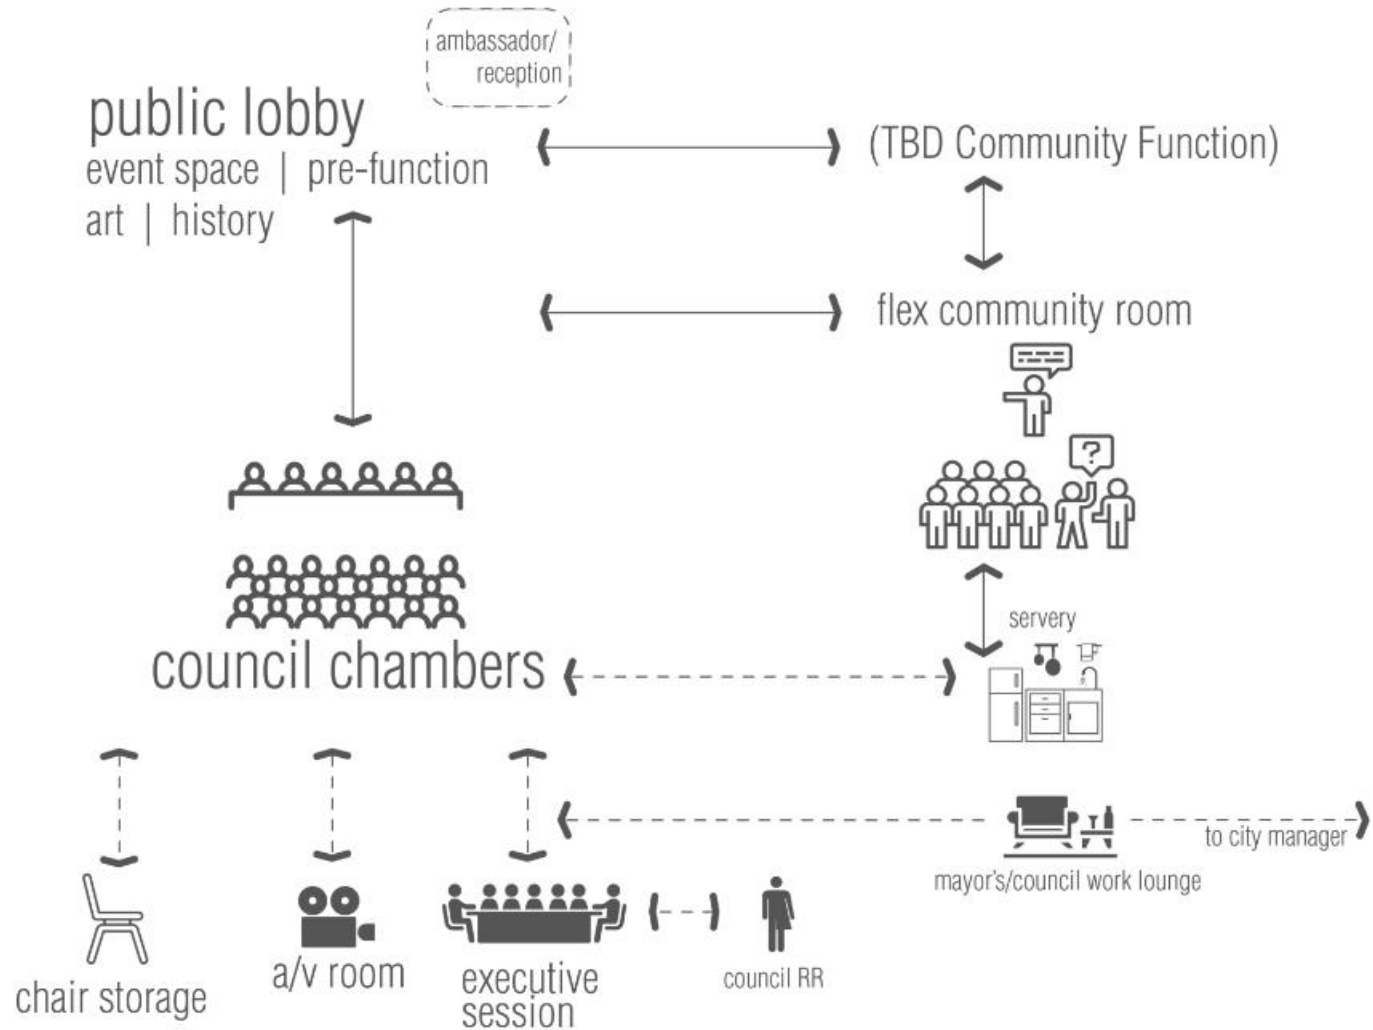 ambassador/
reception
public lobby
event space | pre-function
art | history
(TBD Community Function)
flex community room
?
servery
council chambers
to city manager
mayor's/council work lounge
chair storage
a/v room
executive
session
council RR